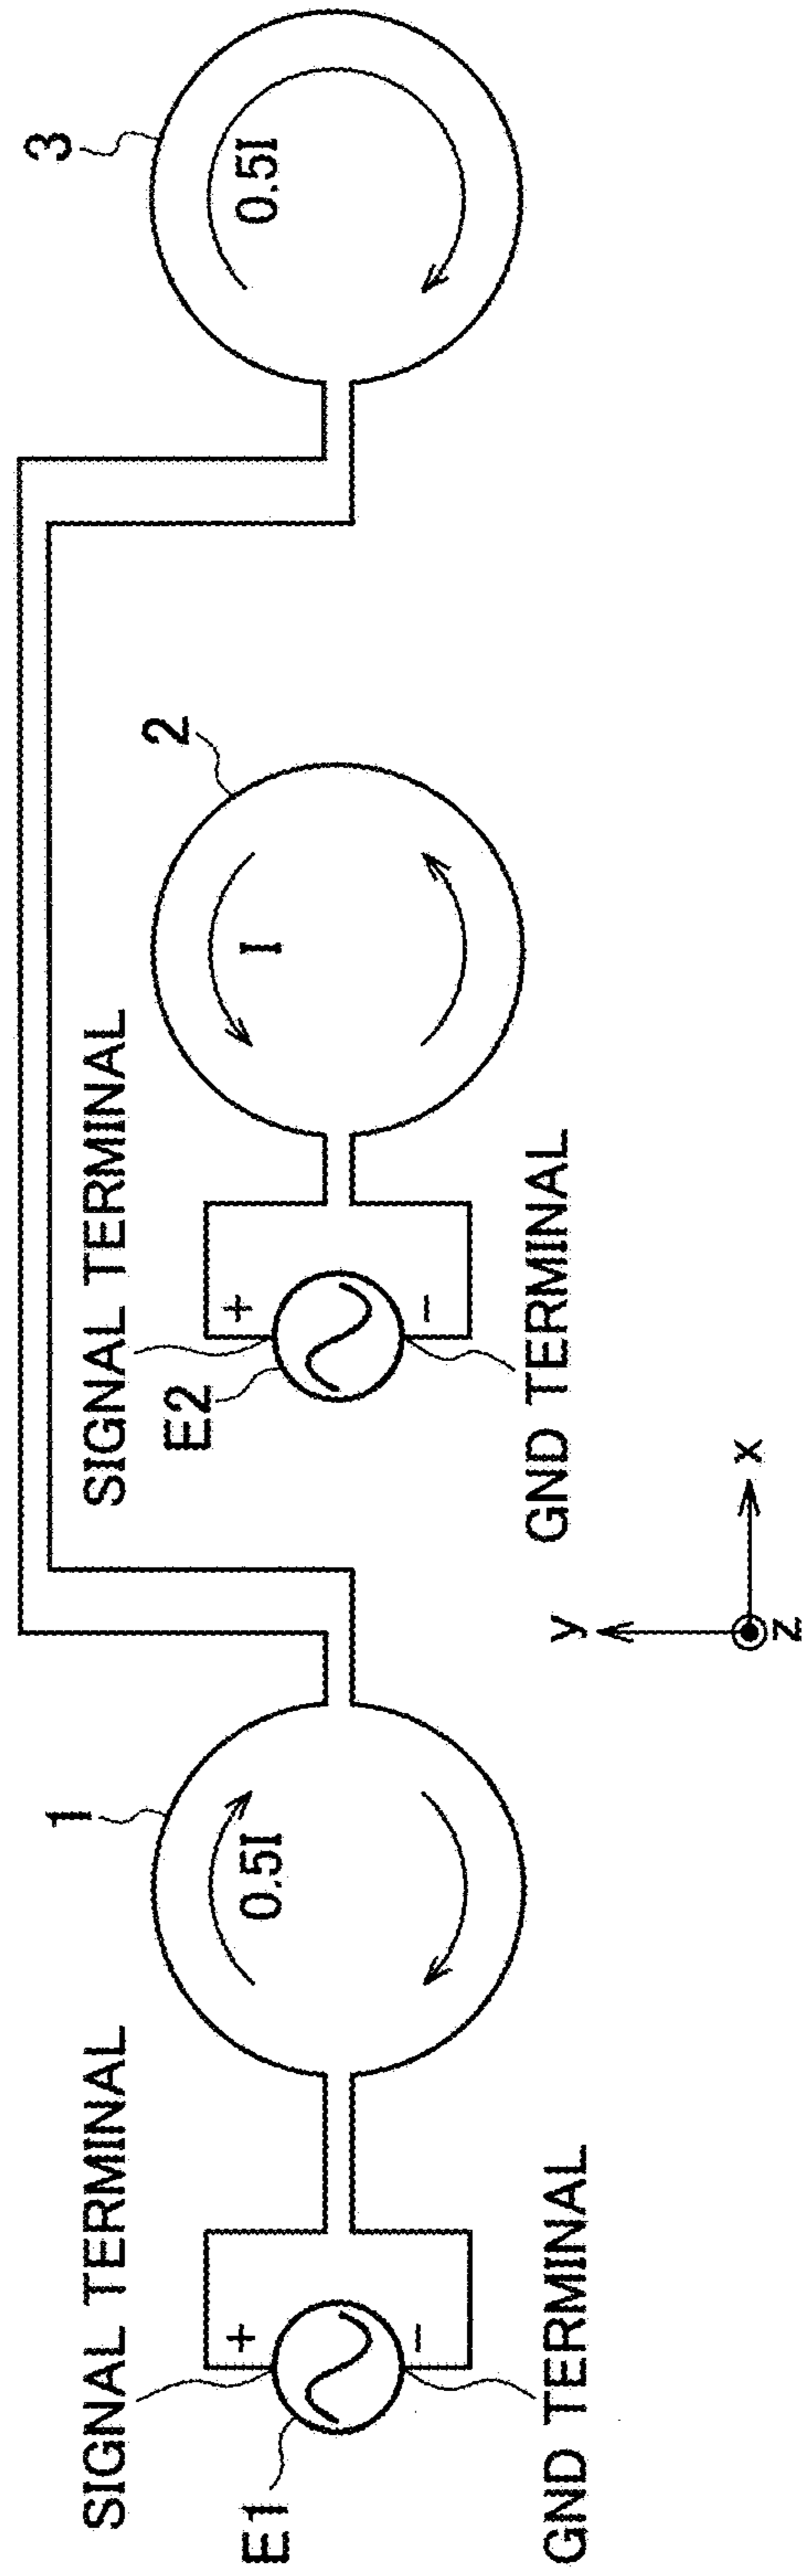 SIGNAL TERMINAL
E1
+
−
GND TERMINAL
1
0.5I
SIGNAL TERMINAL
E2
+
−
GND TERMINAL
2
I
3
0.5I
y
x
z